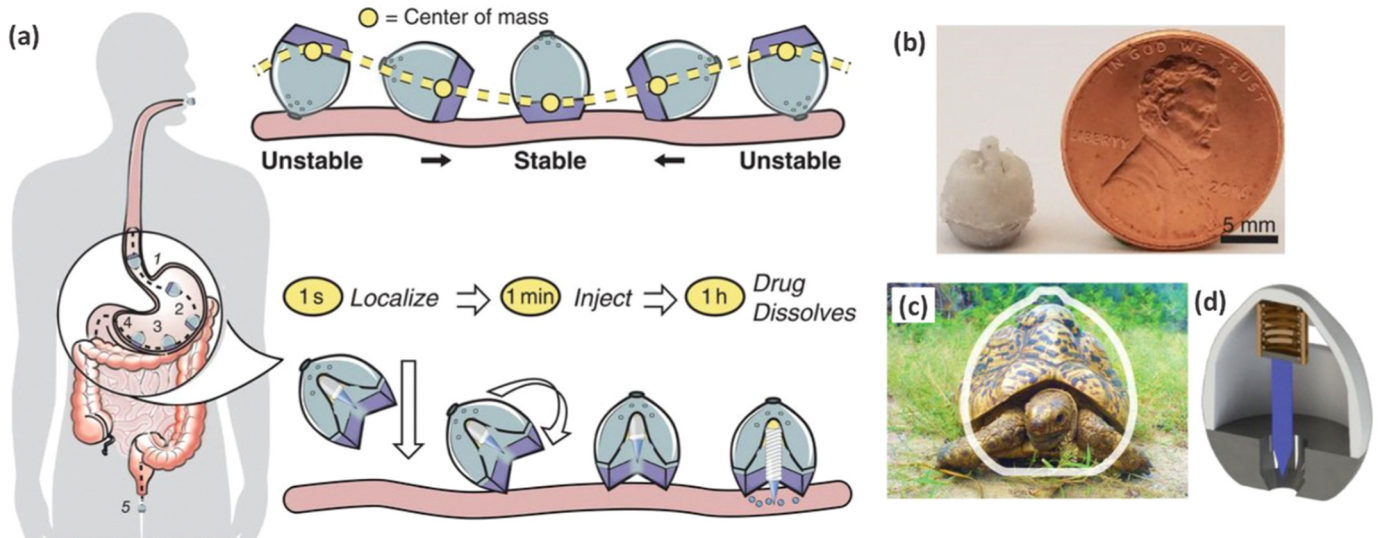 (a)
= Center of mass
Unstable
Stable
Unstable
1 s Localize
1 min Inject
1 h Drug
Dissolves
1
2
3
4
5
(b)
IN GOD WE TRUST
LIBERTY
2016
5 mm
(c)
(d)